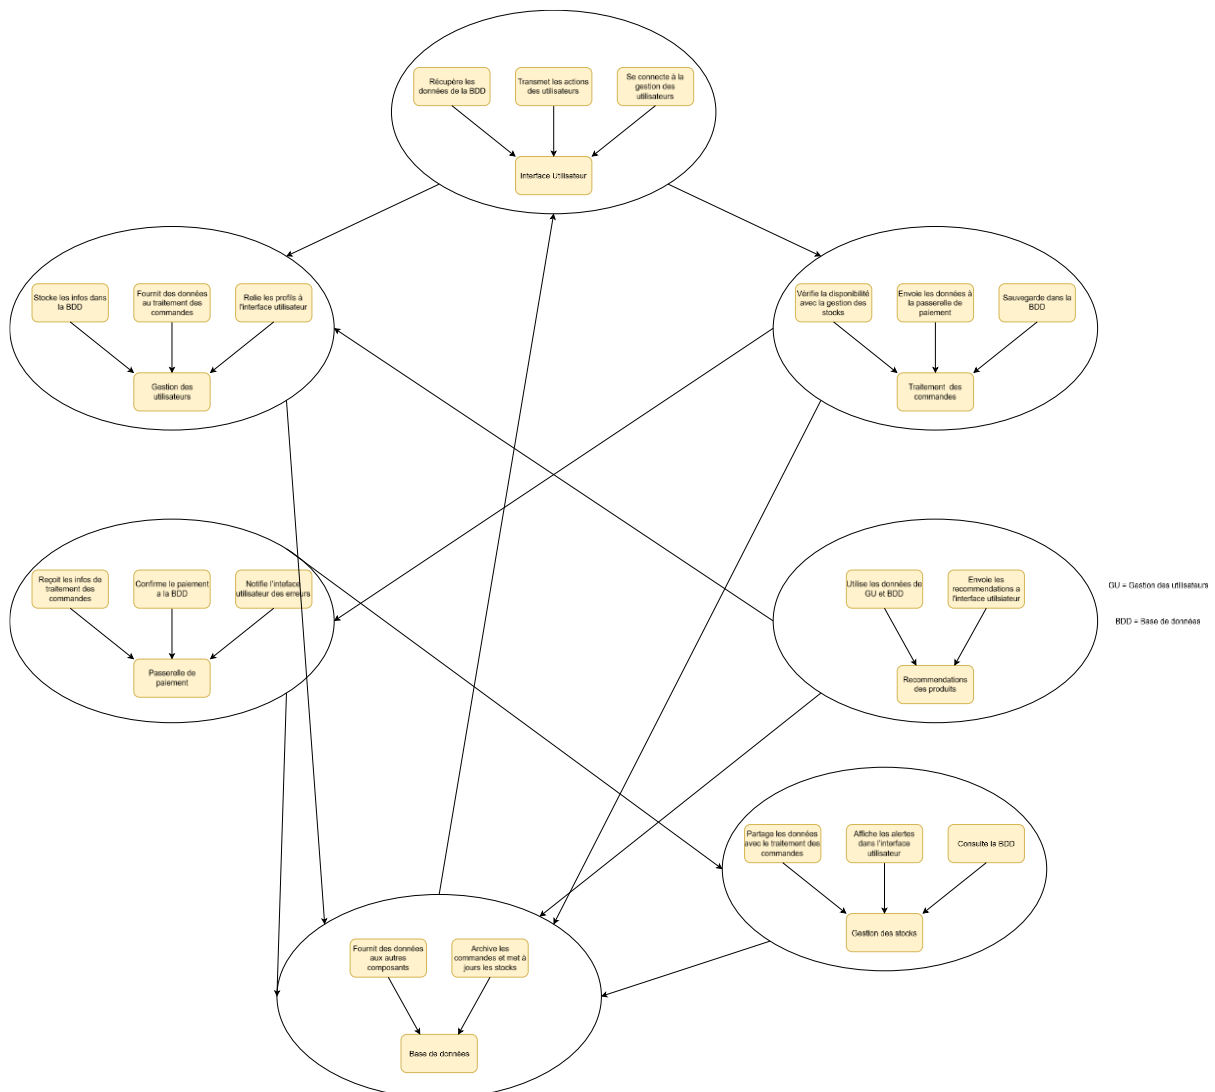 Récupère les
données de la BDD
Transmet les actions
des utilisateurs
Se connecte à la
gestion des
utilisateurs
Interface Utilisateur
Stocke les infos dans
la BDD
Fournit des données
au traitement des
commandes
Relie les profils à
l'interface utilisateur
Gestion des
utilisateurs
Vérifie la disponibilité
avec la gestion des
stocks
Envoie les données à
la passerelle de
paiement
Sauvegarde dans la
BDD
Traitement des
commandes
Reçoit les infos de
traitement des
commandes
Confirme le paiement
a la BDD
Notifie l'inteface
utilisateur des erreurs
Passerelle de
paiement
Utilise les données de
GU et BDD
Envoie les
recommendations a
l'interface utilsiateur
Recommendations
des produits
GU = Gestion des utilisateurs
BDD = Base de données
Partage les données
avec le traitement des
commandes
Affiche les alertes
dans l'interface
utilisateur
Consulte la BDD
Gestion des stocks
Fournit des données
aux autres
composants
Archive les
commandes et met à
jours les stocks
Base de données